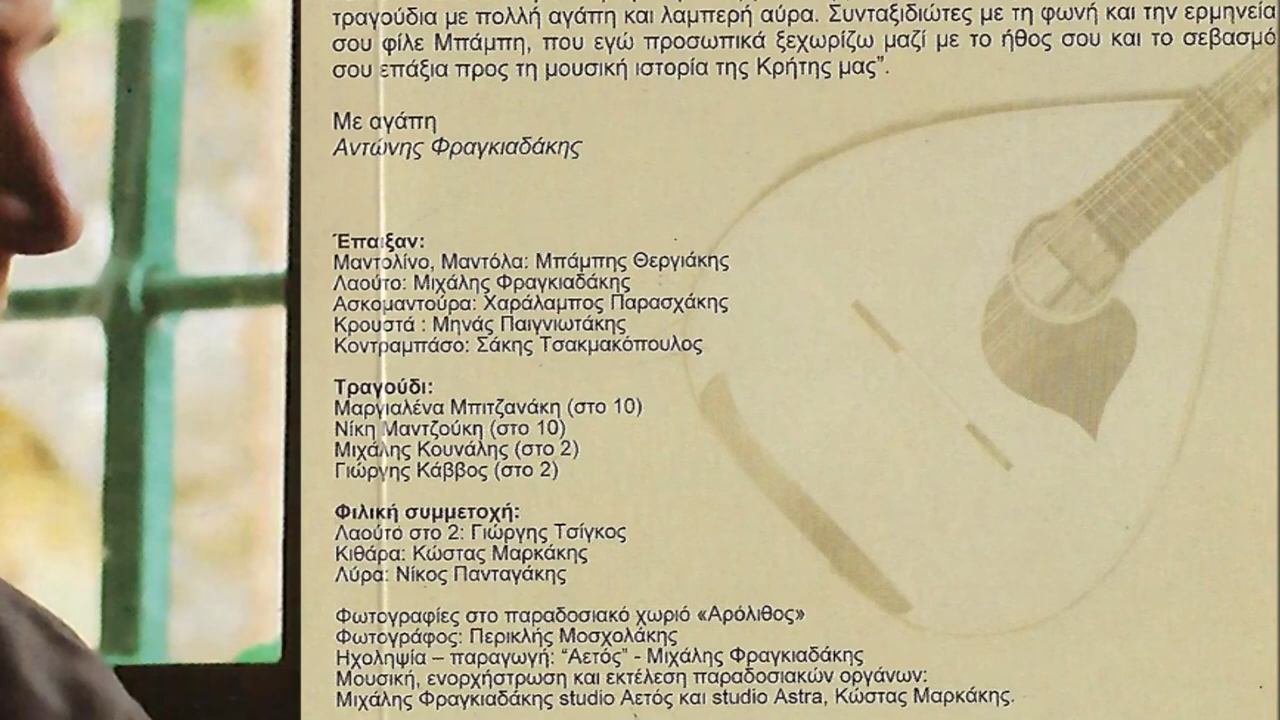 τραγούδια με πολλή αγάπη και λαμπερή αύρα. Συνταξιδιώτες με τη φωνή και την ερμηνεία
σου φίλε Μπάμπη, που εγώ προσωπικά ξεχωρίζω μαζί με το ήθος σου και το σεβασμό
σου επάξια προς τη μουσική ιστορία της Κρήτης μας”.
Με αγάπη
Αντώνης Φραγκιαδάκης
Έπαιξαν:
Μαντολίνο, Μαντόλα: Μπάμπης Θεργιάκης
Λαούτο: Μιχάλης Φραγκιαδάκης
Ασκομαντούρα: Χαράλαμπος Παρασχάκης
Κρουστά : Μηνάς Παιγνιωτάκης
Κοντραμπάσο: Σάκης Τσακμακόπουλος
Τραγούδι:
Μαργιαλένα Μπιτζανάκη (στο 10)
Νίκη Μαντζούκη (στο 10)
Μιχάλης Κουνάλης (στο 2)
Γιώργης Κάββος (στο 2)
Φιλική συμμετοχή:
Λαούτο στο 2: Γιώργης Τσίγκος
Κιθάρα: Κώστας Μαρκάκης
Λύρα: Νίκος Πανταγάκης
Φωτογραφίες στο παραδοσιακό χωριό «Αρόλιθος»
Φωτογράφος: Περικλής Μοσχολάκης
Ηχοληψία – παραγωγή: “Αετός” - Μιχάλης Φραγκιαδάκης
Μουσική, ενορχήστρωση και εκτέλεση παραδοσιακών οργάνων:
Μιχάλης Φραγκιαδάκης studio Αετός και studio Astra, Κώστας Μαρκάκης.